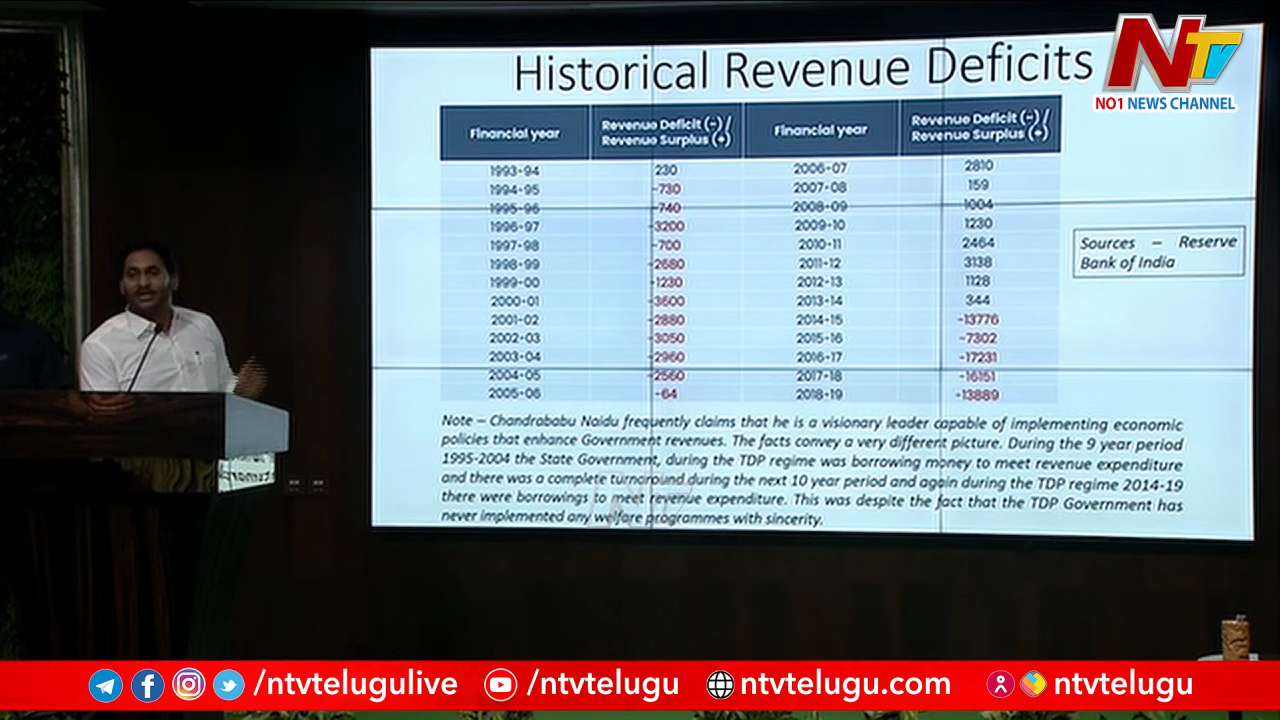 Historical Revenue Deficits
NTV
NO1 NEWS CHANNEL
Financial year | Revenue Deficit (-) / Revenue Surplus (+) | Financial year | Revenue Deficit (-) / Revenue Surplus (+)
1993-94 230 2006-07 2810
1994-95 -730 2007-08 159
1995-96 -740 2008-09 1004
1996-97 -3200 2009-10 1230
1997-98 -700 2010-11 2464
1998-99 -2680 2011-12 3138
1999-00 -1230 2012-13 1128
2000-01 -3600 2013-14 344
2001-02 -2880 2014-15 -13776
2002-03 -3050 2015-16 -7302
2003-04 -2960 2016-17 -17231
2004-05 -2560 2017-18 -16151
2005-06 -64 2018-19 -13889
Sources – Reserve
Bank of India
Note – Chandrababu Naidu frequently claims that he is a visionary leader capable of implementing economic
policies that enhance Government revenues. The facts convey a very different picture. During the 9 year period
1995-2004 the State Government, during the TDP regime was borrowing money to meet revenue expenditure
and there was a complete turnaround during the next 10 year period and again during the TDP regime 2014-19
there were borrowings to meet revenue expenditure. This was despite the fact that the TDP Government has
never implemented any welfare programmes with sincerity.
NTV
/ntvtelugulive /ntvtelugu ntvtelugu.com ntvtelugu